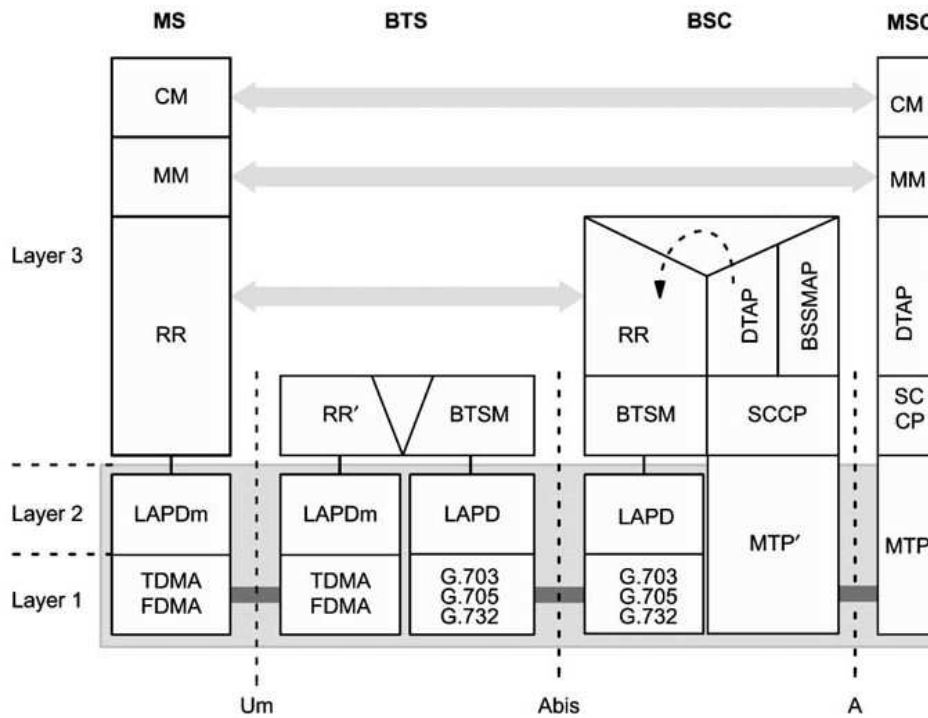 MS
BTS
BSC
MSC
CM
CM
MM
MM
Layer 3
RR
RR
DTAP
BSSMAP
DTAP
RR′
BTSM
BTSM
SCCP
SC
CP
Layer 2
LAPDm
LAPDm
LAPD
LAPD
MTP′
MTP
Layer 1
TDMA
FDMA
TDMA
FDMA
G.703
G.705
G.732
G.703
G.705
G.732
Um
Abis
A